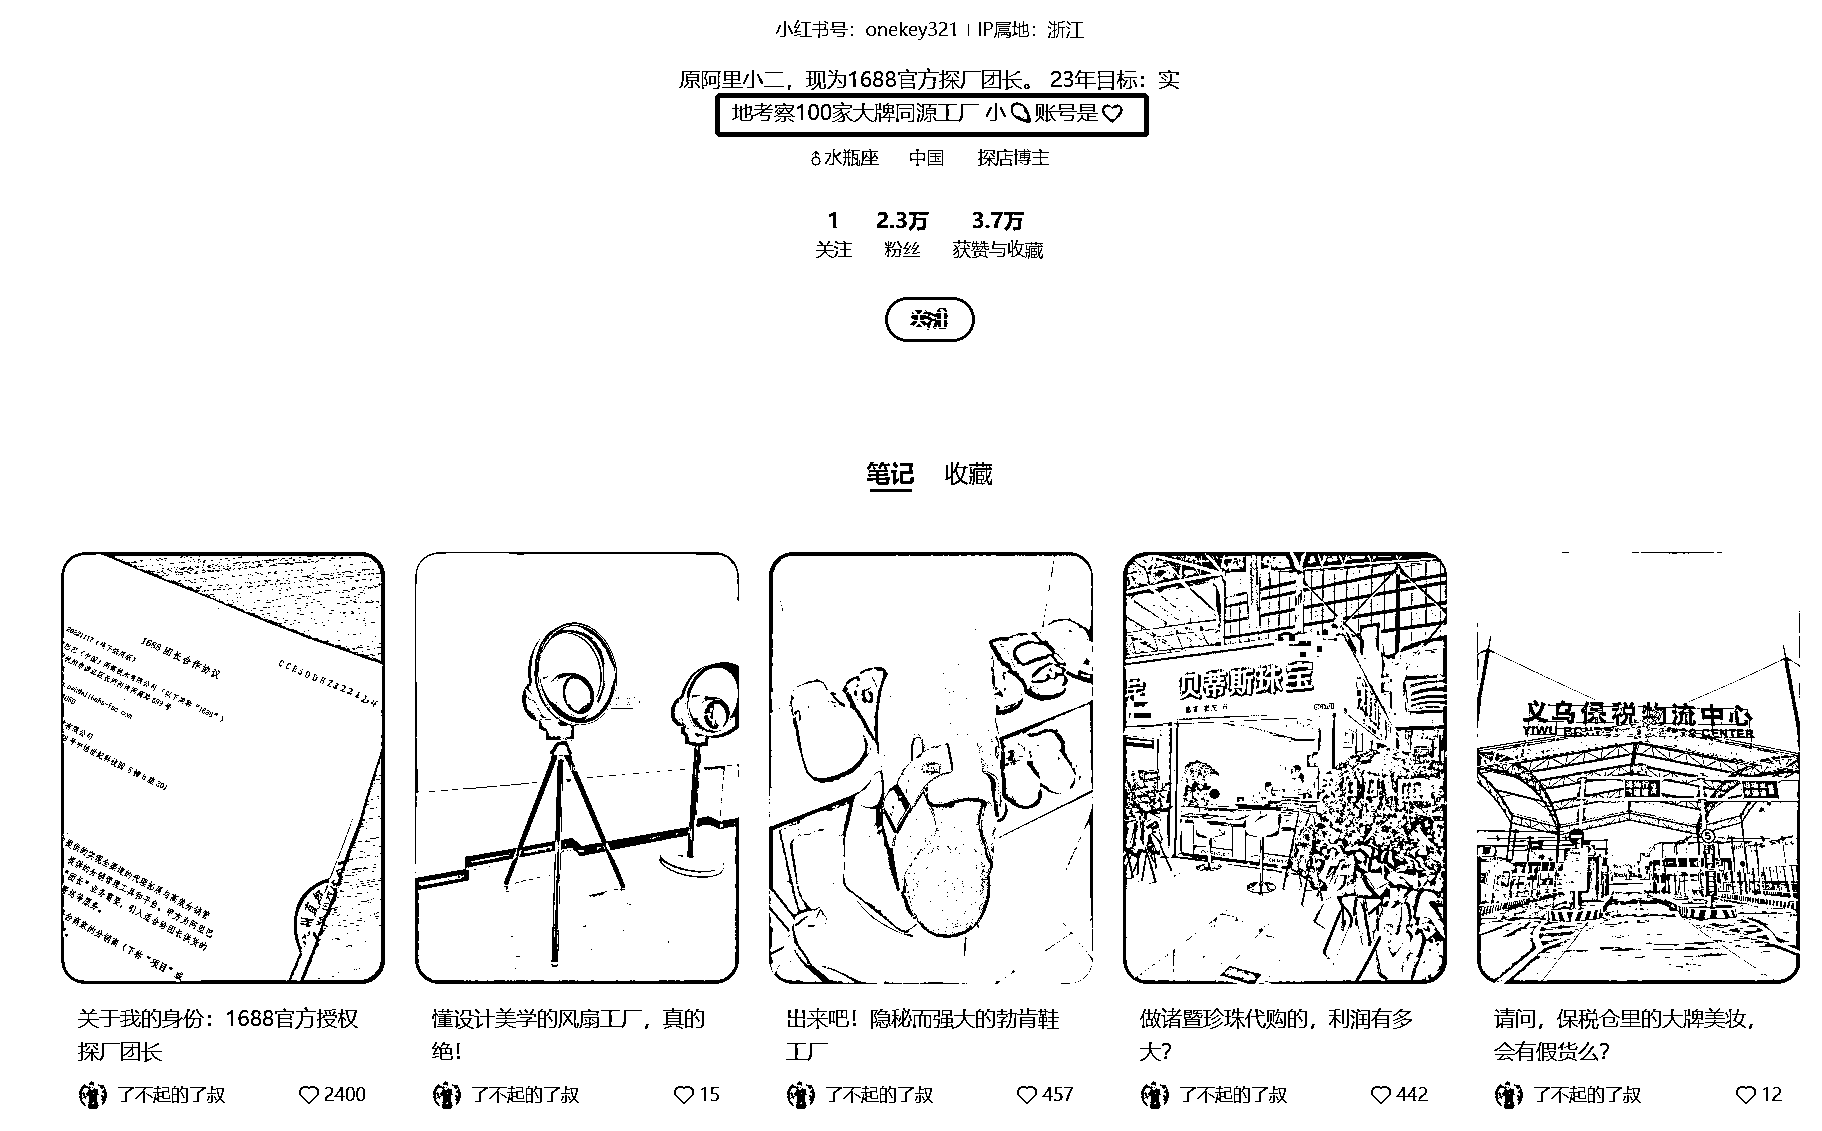 小红书号：onekey321 | IP属地：浙江
原阿里小二，现为1688官方探厂团长。 23年目标：实
地考察100家大牌同源工厂 小🍠账号是♡
♂水瓶座 中国 探店博主
1 2.3万 3.7万
关注 粉丝 获赞与收藏
笔记 收藏
1688 团长合作协议
贝蒂斯珠宝
义乌保税物流中心
关于我的身份：1688官方授权
探厂团长
了不起的了叔 ♡2400
懂设计美学的风扇工厂，真的
绝！
了不起的了叔 ♡15
出来吧！隐秘而强大的勃肯鞋
工厂
了不起的了叔 ♡457
做诸暨珍珠代购的，利润有多
大？
了不起的了叔 ♡442
请问，保税仓里的大牌美妆，
会有假货么？
了不起的了叔 ♡12